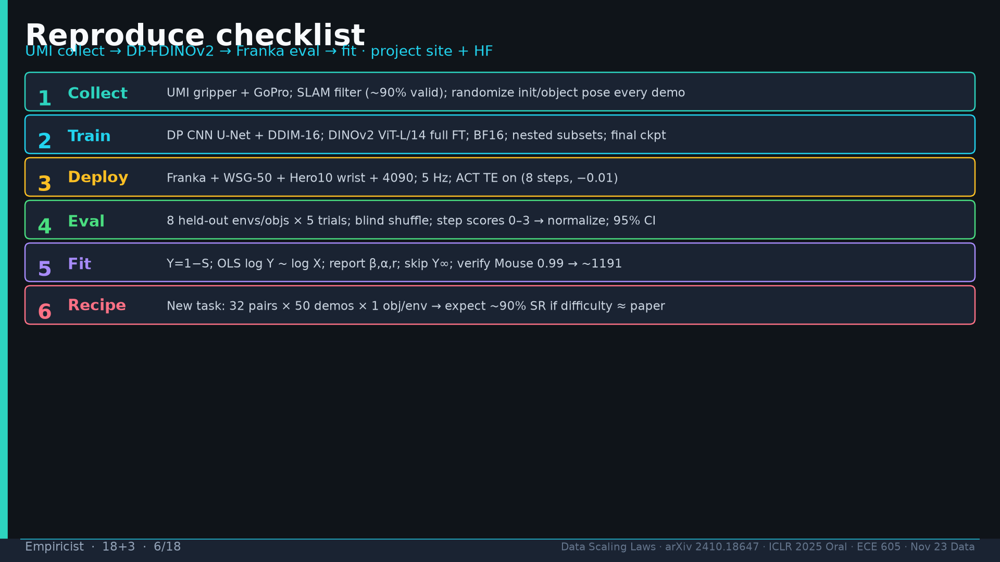 Reproduce checklist
UMI collect → DP+DINOv2 → Franka eval → fit · project site + HF
1 Collect UMI gripper + GoPro; SLAM filter (~90% valid); randomize init/object pose every demo
2 Train DP CNN U-Net + DDIM-16; DINOv2 ViT-L/14 full FT; BF16; nested subsets; final ckpt
3 Deploy Franka + WSG-50 + Hero10 wrist + 4090; 5 Hz; ACT TE on (8 steps, −0.01)
4 Eval 8 held-out envs/objs × 5 trials; blind shuffle; step scores 0–3 → normalize; 95% CI
5 Fit Y=1−S; OLS log Y ~ log X; report β,α,r; skip Y∞; verify Mouse 0.99 → ~1191
6 Recipe New task: 32 pairs × 50 demos × 1 obj/env → expect ~90% SR if difficulty ≈ paper
Empiricist · 18+3 · 6/18
Data Scaling Laws · arXiv 2410.18647 · ICLR 2025 Oral · ECE 605 · Nov 23 Data